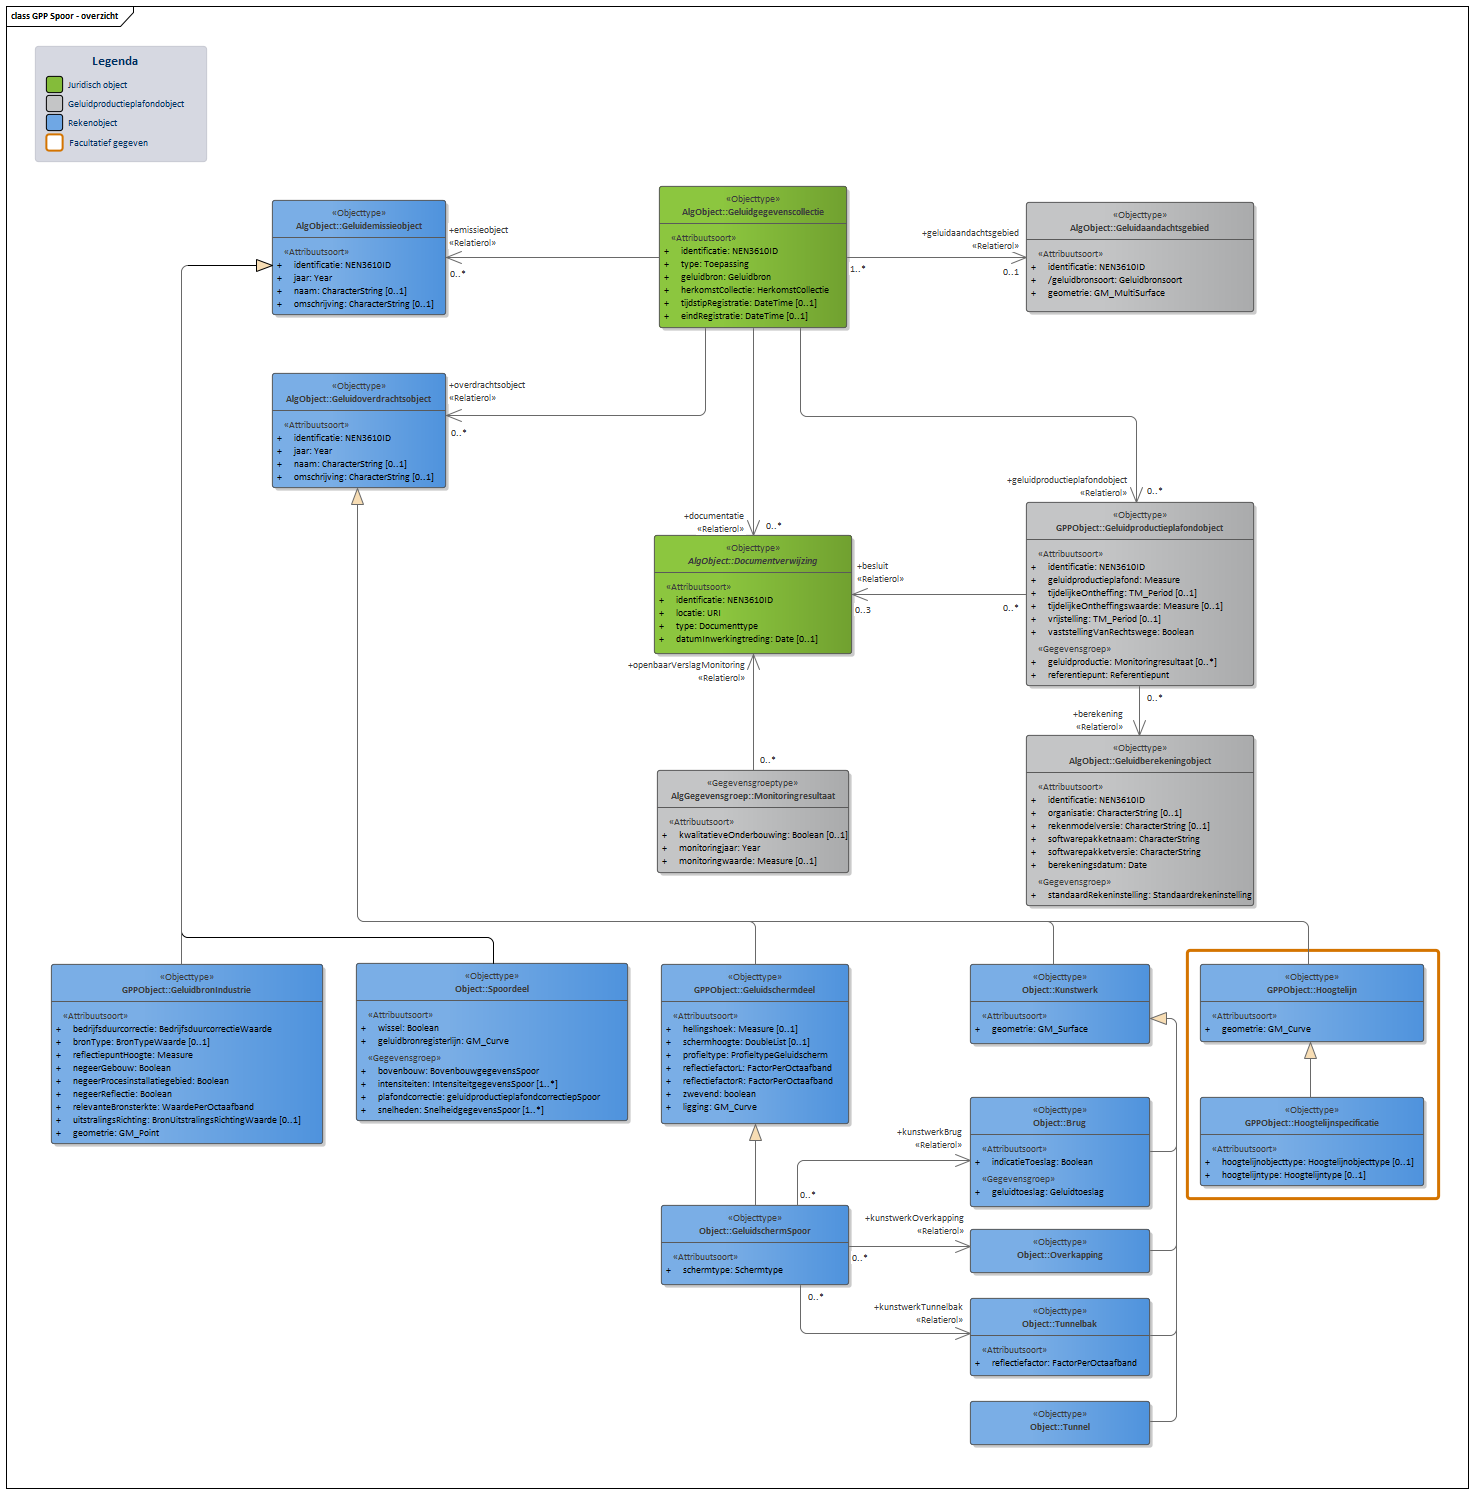 class GPP Spoor - overzicht
Legenda
Juridisch object
Geluidproductieplafondobject
Rekenobject
Facultatief gegeven
«Objecttype»
AlgObject::Geluidemissieobject
«Attribuutsoort»
+ identificatie: NEN3610ID
+ jaar: Year
+ naam: CharacterString [0..1]
+ omschrijving: CharacterString [0..1]
+emissieobject
«Relatierol»
0..*
«Objecttype»
AlgObject::Geluidgegevenscollectie
«Attribuutsoort»
+ identificatie: NEN3610ID
+ type: Toepassing
+ geluidbron: Geluidbron
+ herkomstCollectie: HerkomstCollectie
+ tijdstipRegistratie: DateTime [0..1]
+ eindRegistratie: DateTime [0..1]
1..*
+geluidaandachtsgebied
«Relatierol»
0..1
«Objecttype»
AlgObject::Geluidaandachtsgebied
«Attribuutsoort»
+ identificatie: NEN3610ID
+ /geluidbronsoort: Geluidbronsoort
+ geometrie: GM_MultiSurface
«Objecttype»
AlgObject::Geluidoverdrachtsobject
«Attribuutsoort»
+ identificatie: NEN3610ID
+ jaar: Year
+ naam: CharacterString [0..1]
+ omschrijving: CharacterString [0..1]
+overdrachtsobject
«Relatierol»
0..*
+documentatie
«Relatierol»
0..*
+geluidproductieplafondobject
«Relatierol»
0..*
«Objecttype»
AlgObject::Documentverwijzing
«Attribuutsoort»
+ identificatie: NEN3610ID
+ locatie: URI
+ type: Documenttype
+ datumInwerkingtreding: Date [0..1]
+besluit
«Relatierol»
0..3
0..*
«Objecttype»
GPPObject::Geluidproductieplafondobject
«Attribuutsoort»
+ identificatie: NEN3610ID
+ geluidproductieplafond: Measure
+ tijdelijkeOntheffing: TM_Period [0..1]
+ tijdelijkeOntheffingswaarde: Measure [0..1]
+ vrijstelling: TM_Period [0..1]
+ vaststellingVanRechtswege: Boolean
«Gegevensgroep»
+ geluidproductie: Monitoringresultaat [0..*]
+ referentiepunt: Referentiepunt
+openbaarVerslagMonitoring
«Relatierol»
0..*
0..*
+berekening
«Relatierol»
«Gegevensgroeptype»
AlgGegevensgroep::Monitoringresultaat
«Attribuutsoort»
+ kwalitatieveOnderbouwing: Boolean [0..1]
+ monitoringjaar: Year
+ monitoringwaarde: Measure [0..1]
«Objecttype»
AlgObject::Geluidberekeningobject
«Attribuutsoort»
+ identificatie: NEN3610ID
+ organisatie: CharacterString [0..1]
+ rekenmodelversie: CharacterString [0..1]
+ softwarepakketnaam: CharacterString
+ softwarepakketversie: CharacterString
+ berekeningsdatum: Date
«Gegevensgroep»
+ standaardRekeninstelling: Standaardrekeninstelling
«Objecttype»
GPPObject::GeluidbronIndustrie
«Attribuutsoort»
+ bedrijfsduurcorrectie: BedrijfsduurcorrectieWaarde
+ bronType: BronTypeWaarde [0..1]
+ reflectiepuntHoogte: Measure
+ negeerGebouw: Boolean
+ negeerProcesinstallatiegebied: Boolean
+ negeerReflectie: Boolean
+ relevanteBronsterkte: WaardePerOctaafband
+ uitstralingsRichting: BronUitstralingsRichtingWaarde [0..1]
+ geometrie: GM_Point
«Objecttype»
Object::Spoordeel
«Attribuutsoort»
+ wissel: Boolean
+ geluidbronregisterlijn: GM_Curve
«Gegevensgroep»
+ bovenbouw: BovenbouwgegevensSpoor
+ intensiteiten: IntensiteitgegevensSpoor [1..*]
+ plafondcorrectie: geluidproductieplafondcorrectiepSpoor
+ snelheden: SnelheidgegevensSpoor [1..*]
«Objecttype»
GPPObject::Geluidschermdeel
«Attribuutsoort»
+ hellingshoek: Measure [0..1]
+ schermhoogte: DoubleList [0..1]
+ profieltype: ProfieltypeGeluidscherm
+ reflectiefactorL: FactorPerOctaafband
+ reflectiefactorR: FactorPerOctaafband
+ zwevend: boolean
+ ligging: GM_Curve
«Objecttype»
Object::Kunstwerk
«Attribuutsoort»
+ geometrie: GM_Surface
«Objecttype»
GPPObject::Hoogtelijn
«Attribuutsoort»
+ geometrie: GM_Curve
«Objecttype»
GPPObject::Hoogtelijnspecificatie
«Attribuutsoort»
+ hoogtelijnobjecttype: Hoogtelijnobjecttype [0..1]
+ hoogtelijntype: Hoogtelijntype [0..1]
+kunstwerkBrug
«Relatierol»
0..*
«Objecttype»
Object::Brug
«Attribuutsoort»
+ indicatieToeslag: Boolean
«Gegevensgroep»
+ geluidtoeslag: Geluidtoeslag
«Objecttype»
Object::GeluidschermSpoor
«Attribuutsoort»
+ schermtype: Schermtype
+kunstwerkOverkapping
«Relatierol»
0..*
«Objecttype»
Object::Overkapping
0..*
+kunstwerkTunnelbak
«Relatierol»
«Objecttype»
Object::Tunnelbak
«Attribuutsoort»
+ reflectiefactor: FactorPerOctaafband
«Objecttype»
Object::Tunnel